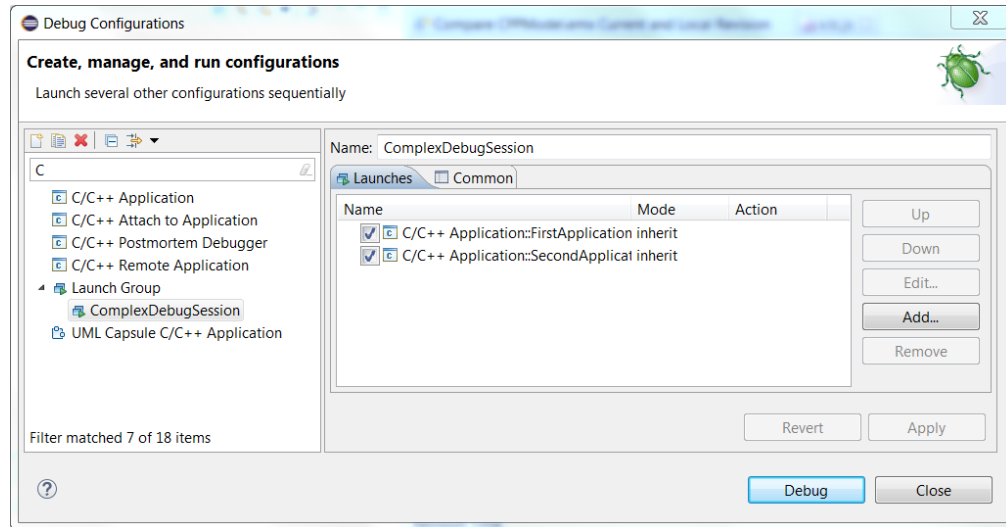 Debug Configurations
Create, manage, and run configurations
Launch several other configurations sequentially
C
C/C++ Application
C/C++ Attach to Application
C/C++ Postmortem Debugger
C/C++ Remote Application
Launch Group
ComplexDebugSession
UML Capsule C/C++ Application
Filter matched 7 of 18 items
Name: ComplexDebugSession
Launches Common
Name Mode Action
C/C++ Application::FirstApplication inherit
C/C++ Application::SecondApplicat inherit
Up
Down
Edit...
Add...
Remove
Revert Apply
? Debug Close